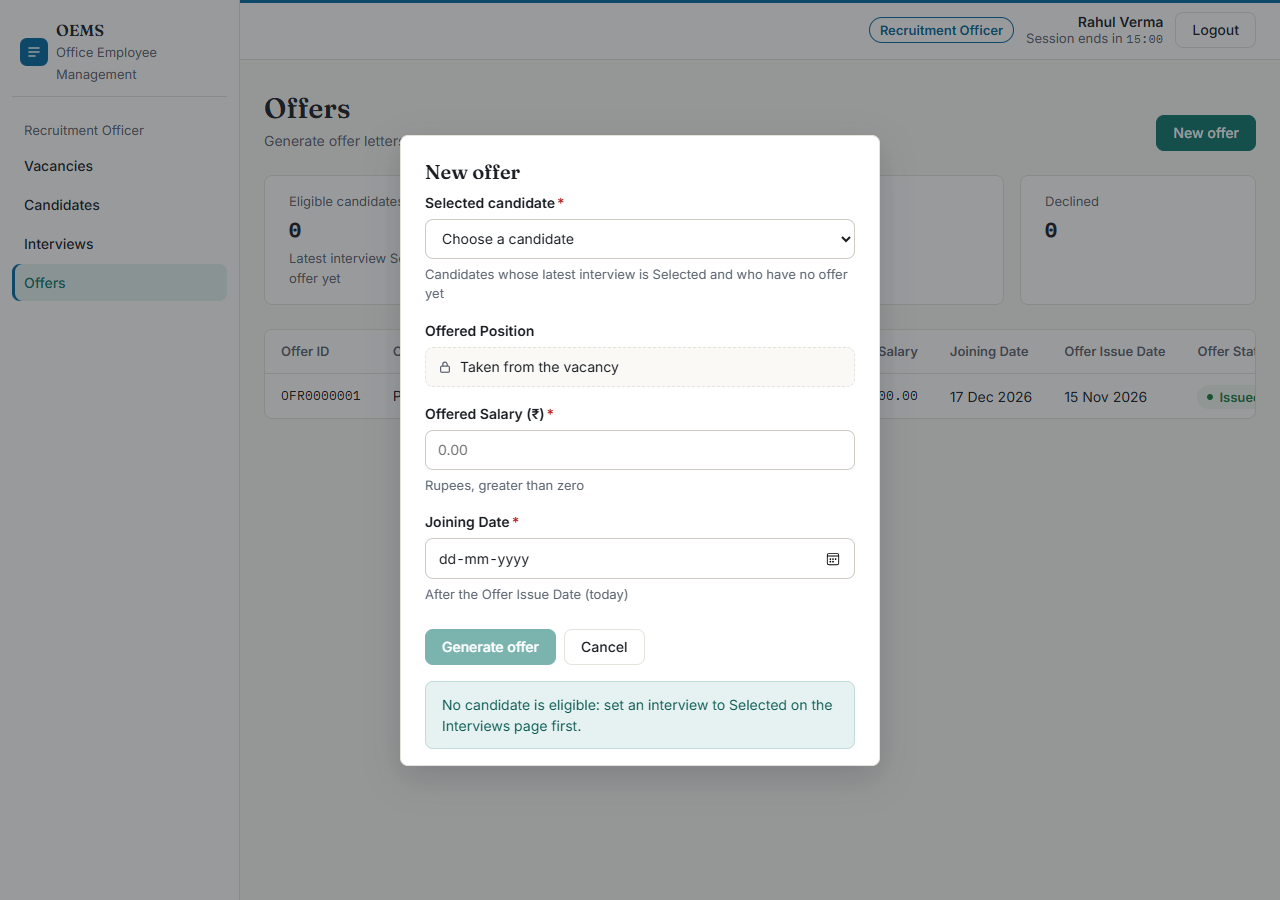 OEMS
Office Employee
Management
Recruitment Officer
Vacancies
Candidates
Interviews
Offers
Recruitment Officer
Rahul Verma
Session ends in 15:00
Logout
Offers
Generate offer letters
New offer
Eligible candidates
0
Latest interview
offer yet
Declined
0
Offer ID
Salary
Joining Date
Offer Issue Date
Offer
OFR0000001
00.00
17 Dec 2026
15 Nov 2026
Issued
New offer
Selected candidate *
Choose a candidate
Candidates whose latest interview is Selected and who have no offer
yet
Offered Position
Taken from the vacancy
Offered Salary (₹) *
0.00
Rupees, greater than zero
Joining Date *
dd-mm-yyyy
After the Offer Issue Date (today)
Generate offer
Cancel
No candidate is eligible: set an interview to Selected on the
Interviews page first.